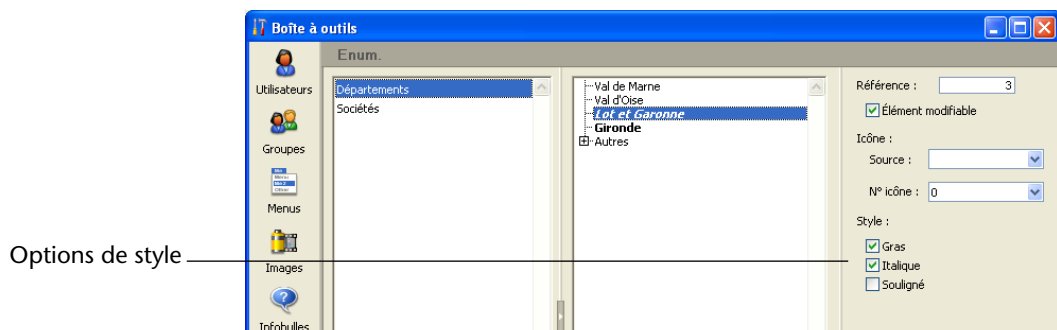 Boîte à outils
Enum.
Utilisateurs
Groupes
Menus
Images
Infobulles
Départements
Sociétés
Val de Marne
Val d'Oise
Lot et Garonne
Gironde
Autres
Référence : 3
Élément modifiable
Icône :
Source :
N° icône : 0
Style :
Gras
Italique
Souligné
Options de style